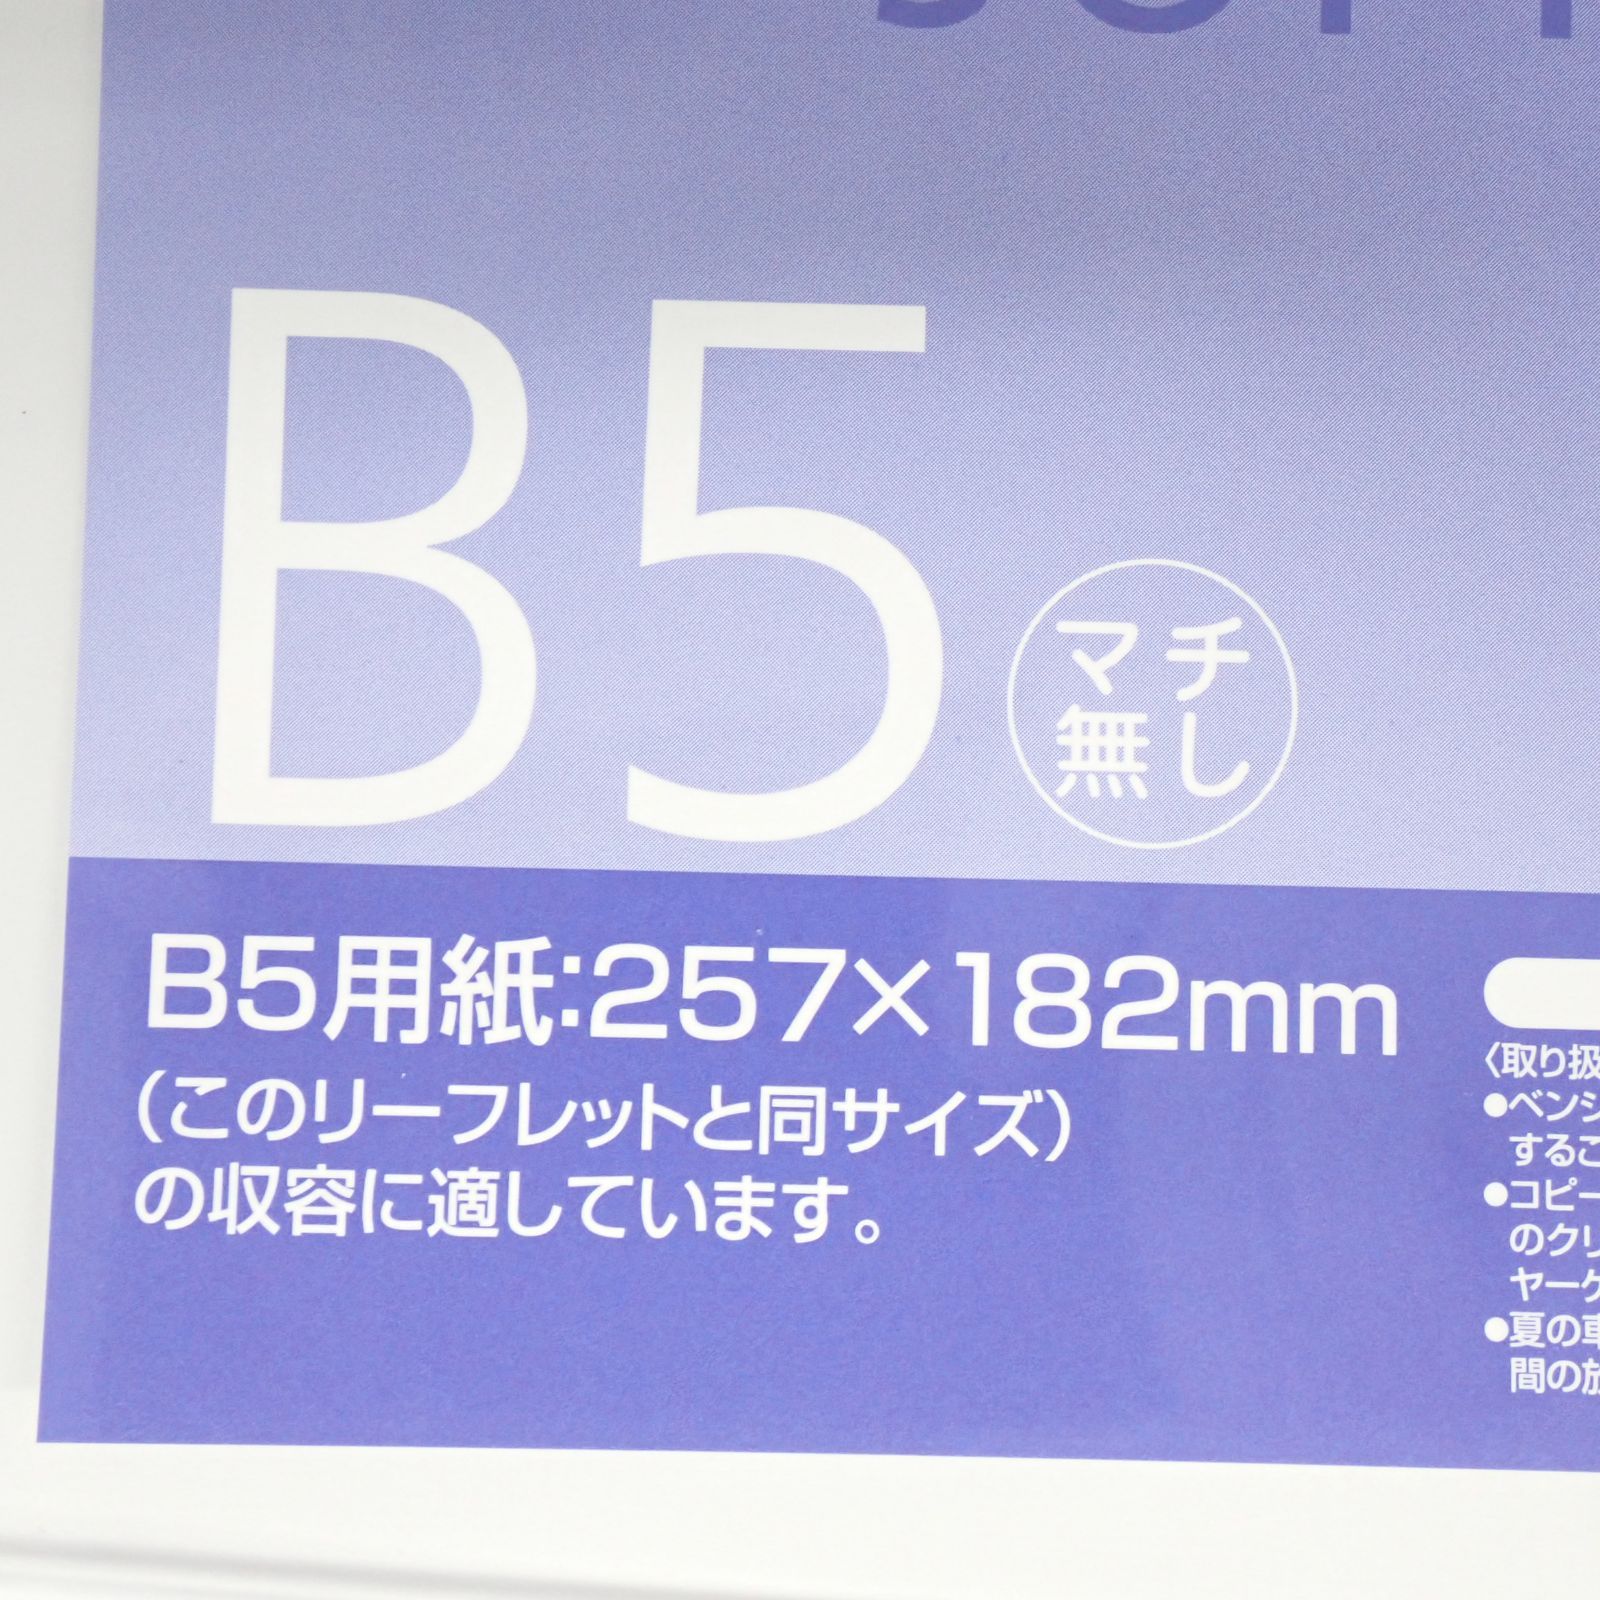 B5
マチ
無し
B5用紙:257×182mm
(このリーフレットと同サイズ)
の収容に適しています。
〈取り扱
●ベンジ
するこ
●コピー
のクリ
ヤーケ
●夏の車
間の放